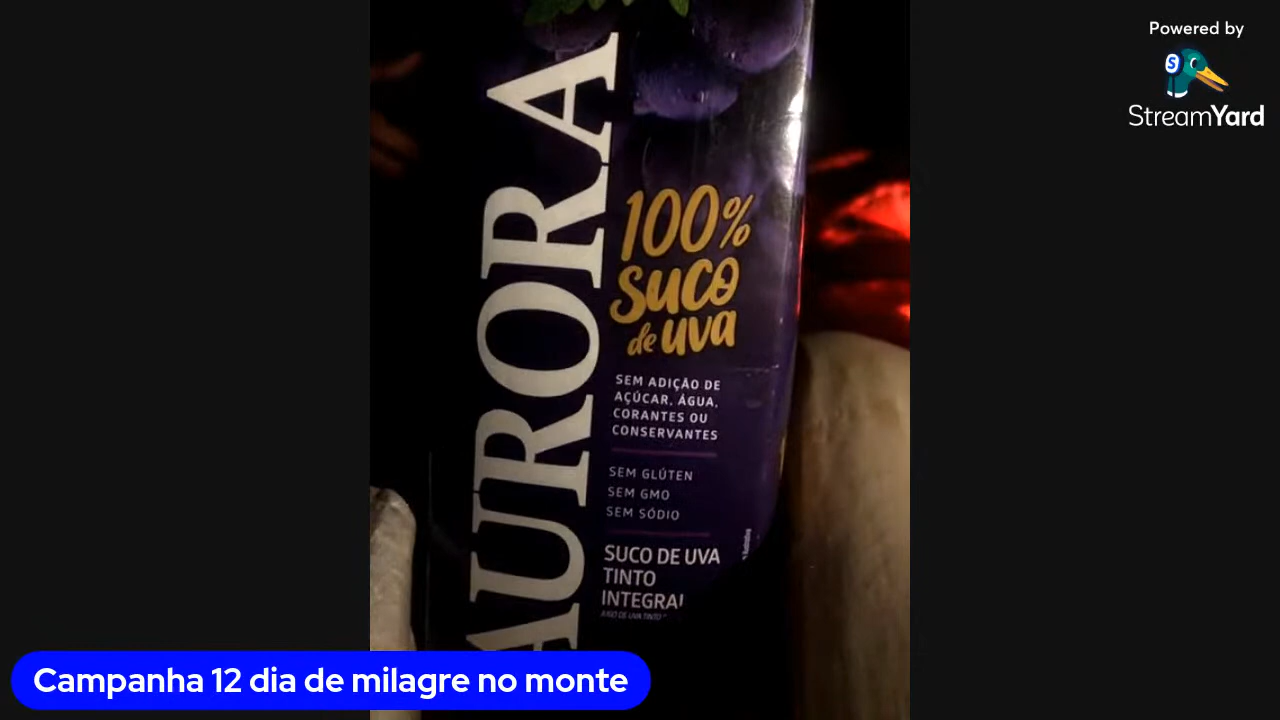 Powered by
StreamYard
AURORA
100%
suco
de uva
SEM ADIÇÃO DE
AÇÚCAR, ÁGUA,
CORANTES OU
CONSERVANTES
SEM GLÚTEN
SEM GMO
SEM SÓDIO
SUCO DE UVA
TINTO
INTEGRAL
Campanha 12 dia de milagre no monte